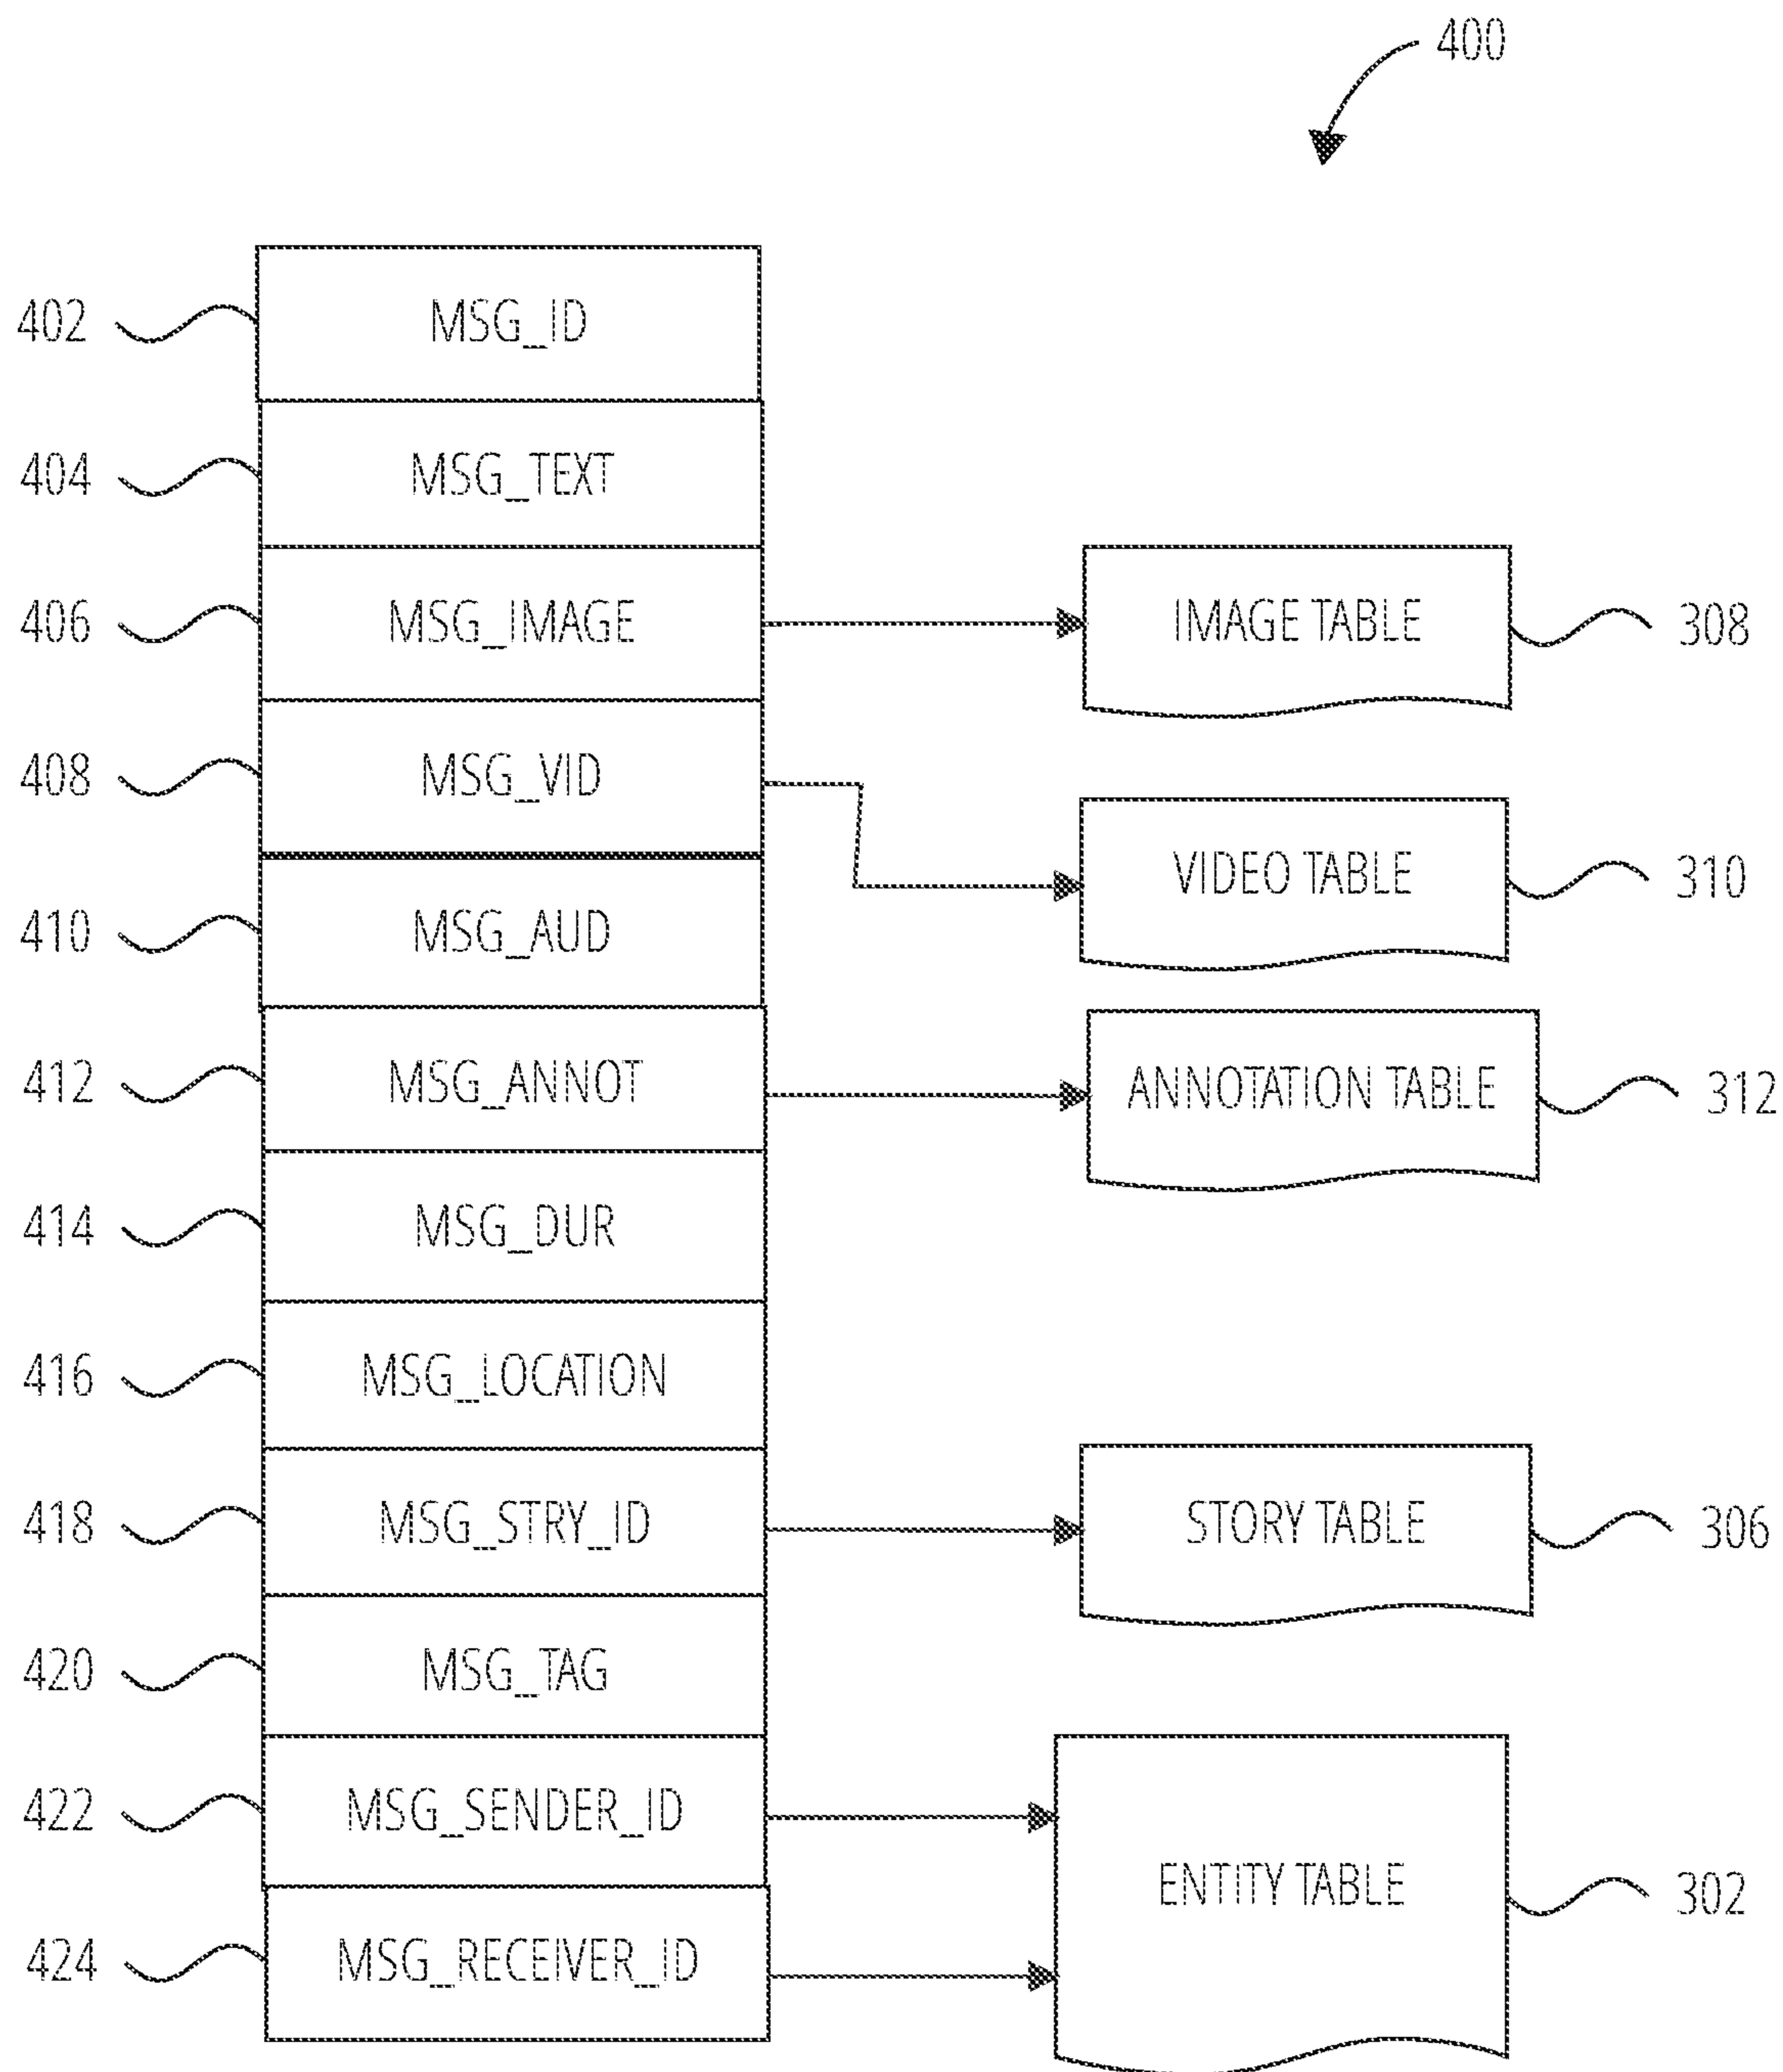 400
402 MSG_ID
404 MSG_TEXT
406 MSG_IMAGE IMAGE TABLE 308
408 MSG_VID
VIDEO TABLE 310
410 MSG_AUD
412 MSG_ANNOT ANNOTATION TABLE 312
414 MSG_DUR
416 MSG_LOCATION
418 MSG_STRY_ID STORY TABLE 306
420 MSG_TAG
422 MSG_SENDER_ID
ENTITY TABLE 302
424 MSG_RECEIVER_ID